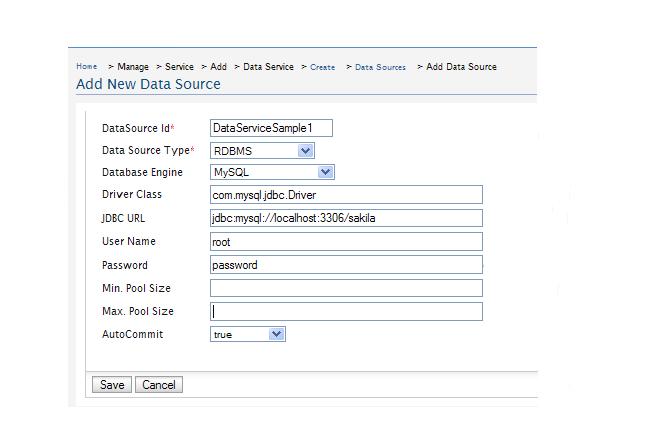 Home > Manage > Service > Add > Data Service > Create > Data Sources > Add Data Source
Add New Data Source
DataSource Id* DataServiceSample1
Data Source Type* RDBMS
Database Engine MySQL
Driver Class com.mysql.jdbc.Driver
JDBC URL jdbc:mysql://localhost:3306/sakila
User Name root
Password password
Min. Pool Size
Max. Pool Size
AutoCommit true
Save Cancel